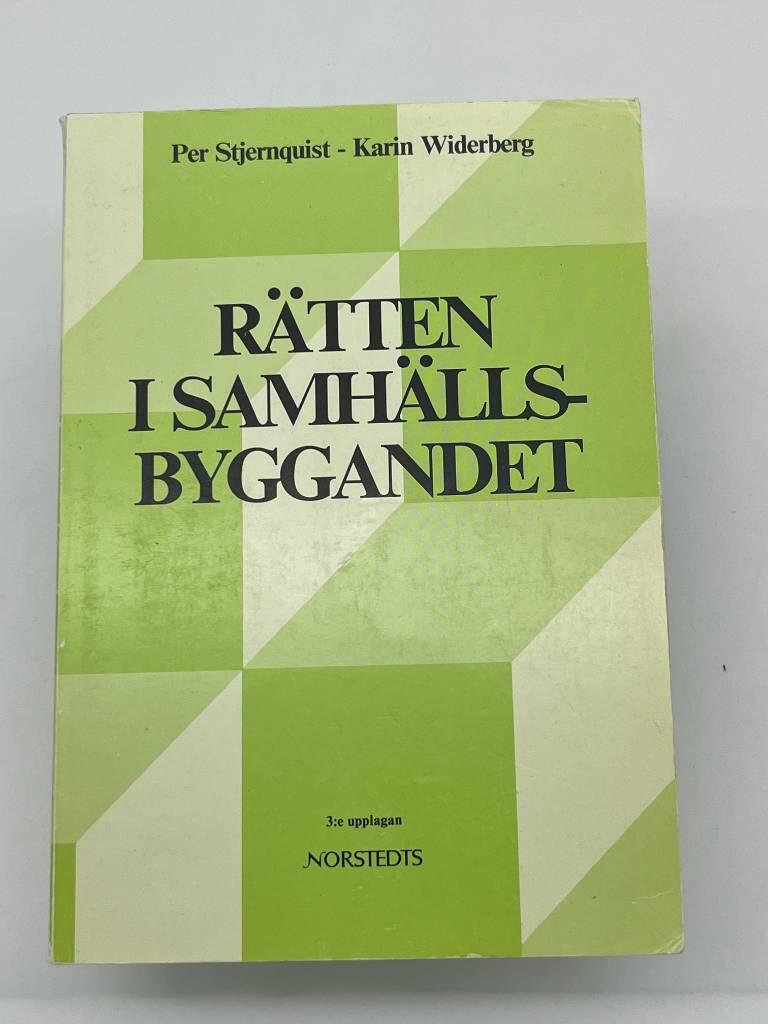 Per Stjernquist - Karin Widerberg
RÄTTEN
I SAMHÄLLS-
BYGGANDET
3:e upplagan
NORSTEDTS